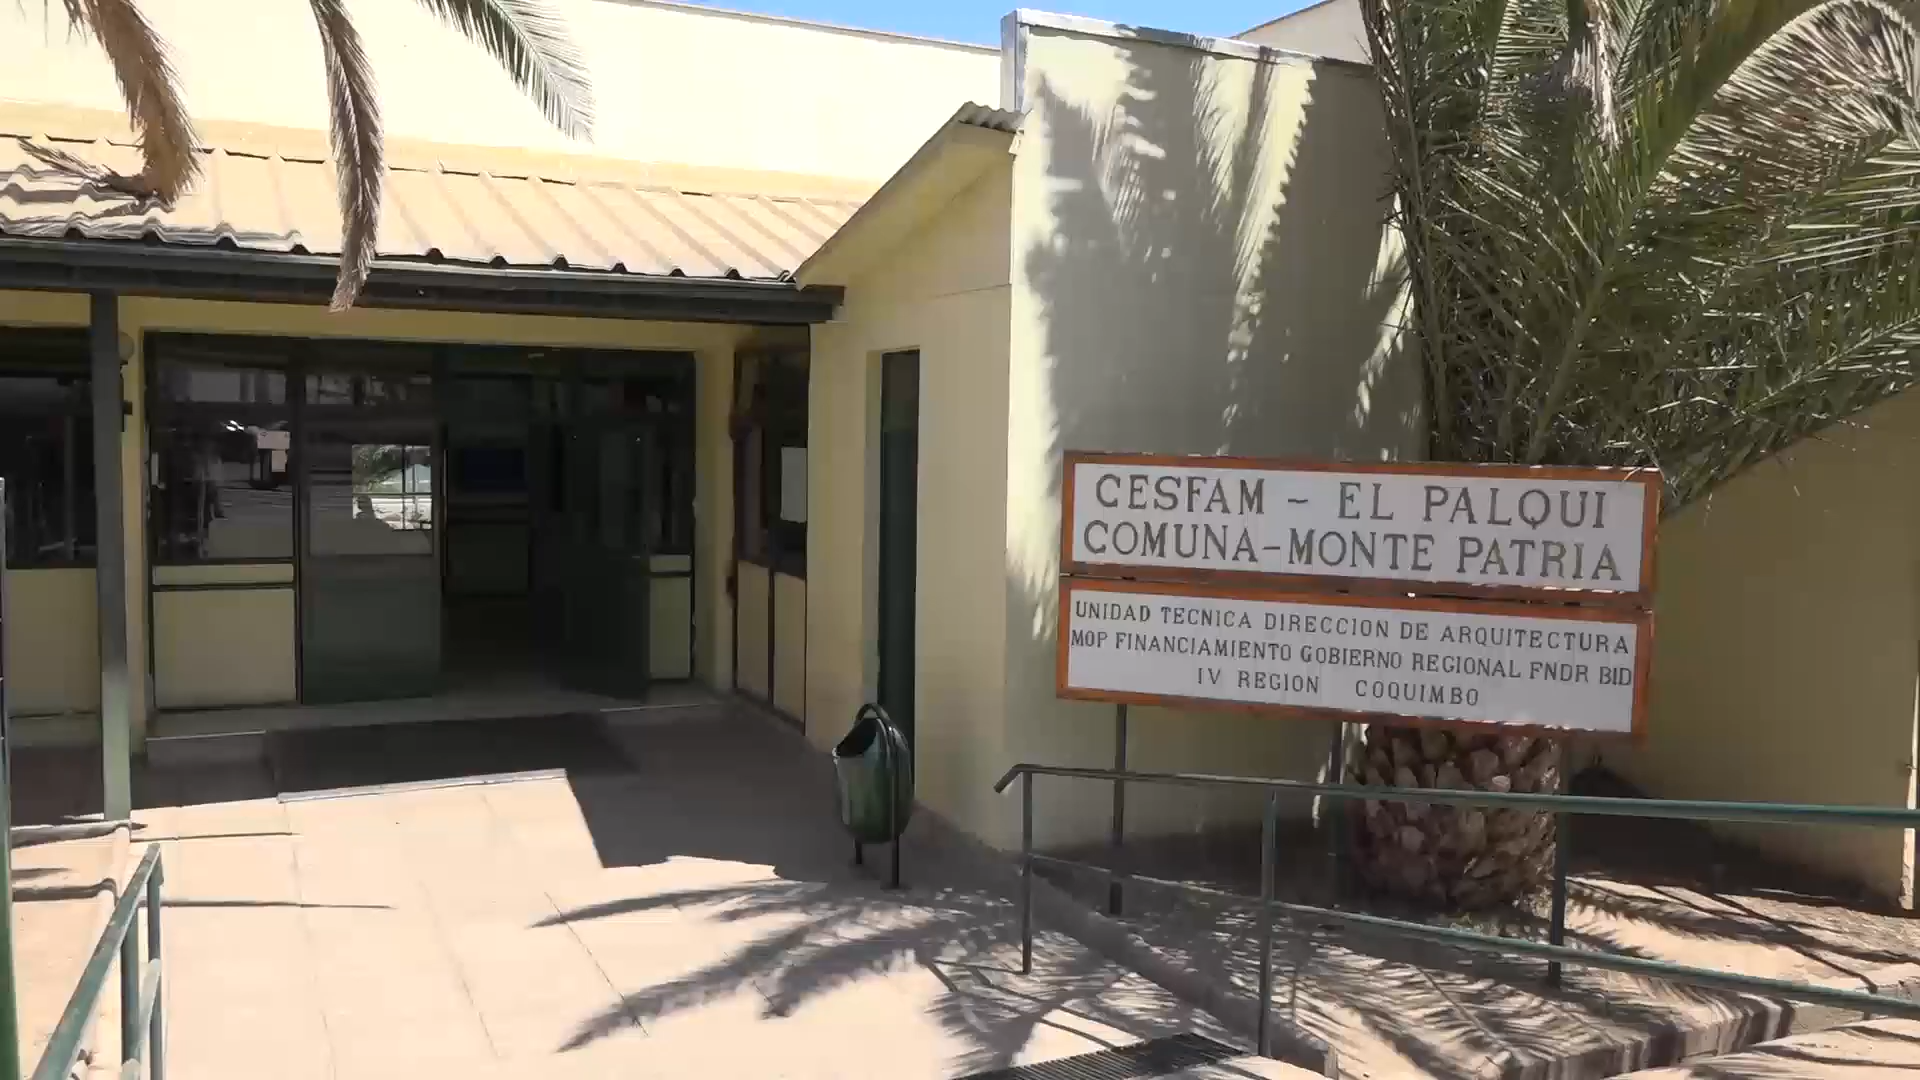 CESFAM - EL PALQUI
COMUNA-MONTE PATRIA
UNIDAD TECNICA DIRECCION DE ARQUITECTURA
MOP FINANCIAMIENTO GOBIERNO REGIONAL FNDR BID
IV REGION COQUIMBO